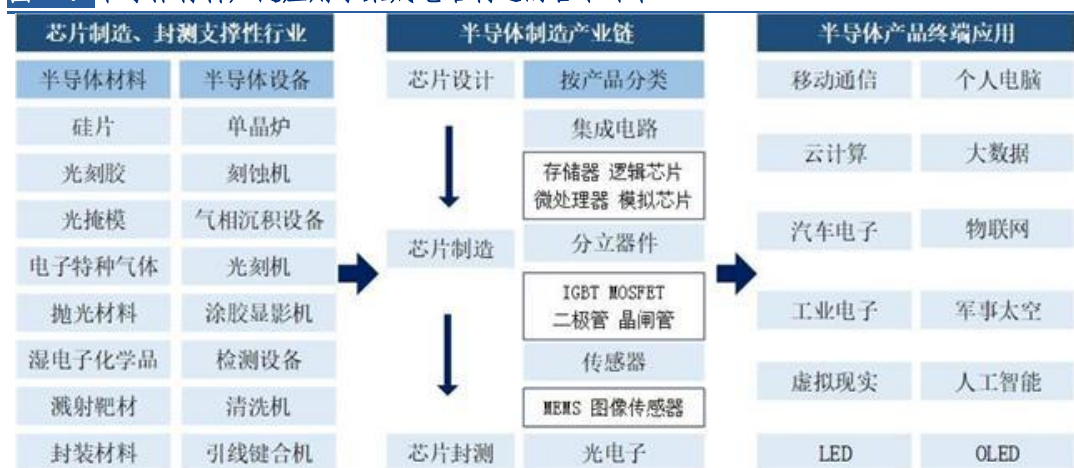 芯片制造、封测支撑性行业
半导体材料 半导体设备
硅片 单晶炉
光刻胶 刻蚀机
光掩模 气相沉积设备
电子特种气体 光刻机
抛光材料 涂胶显影机
湿电子化学品 检测设备
溅射靶材 清洗机
封装材料 引线键合机
半导体制造产业链
芯片设计
芯片制造
芯片封测
按产品分类
集成电路
存储器 逻辑芯片
微处理器 模拟芯片
分立器件
IGBT MOSFET
二极管 晶闸管
传感器
MEMS 图像传感器
光电子
半导体产品终端应用
移动通信 个人电脑
云计算 大数据
汽车电子 物联网
工业电子 军事太空
虚拟现实 人工智能
LED OLED